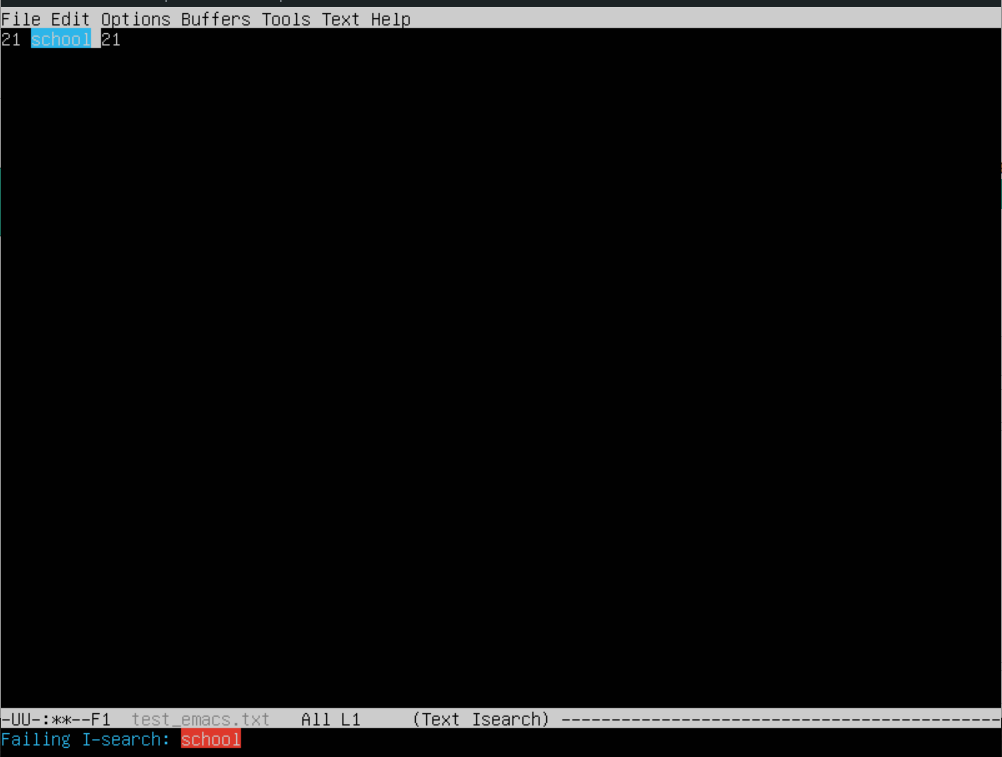 File Edit Options Buffers Tools Text Help
21 school 21
-UU-:**--F1  test_emacs.txt   All L1     (Text Isearch) --------------------------------------------
Failing I-search: school